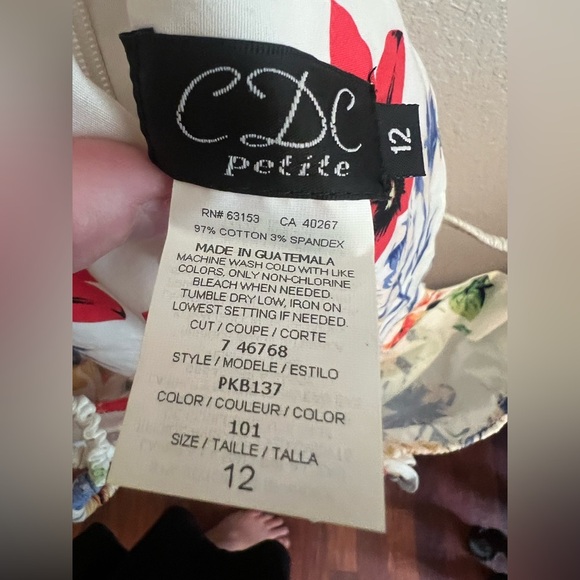 CDC
petite
12
RN# 63153 CA 40267
97% COTTON 3% SPANDEX
MADE IN GUATEMALA
MACHINE WASH COLD WITH LIKE
COLORS, ONLY NON-CHLORINE
BLEACH WHEN NEEDED.
TUMBLE DRY LOW, IRON ON
LOWEST SETTING IF NEEDED.
CUT / COUPE / CORTE
7 46768
STYLE / MODELE / ESTILO
PKB137
COLOR / COULEUR / COLOR
101
SIZE / TAILLE / TALLA
12